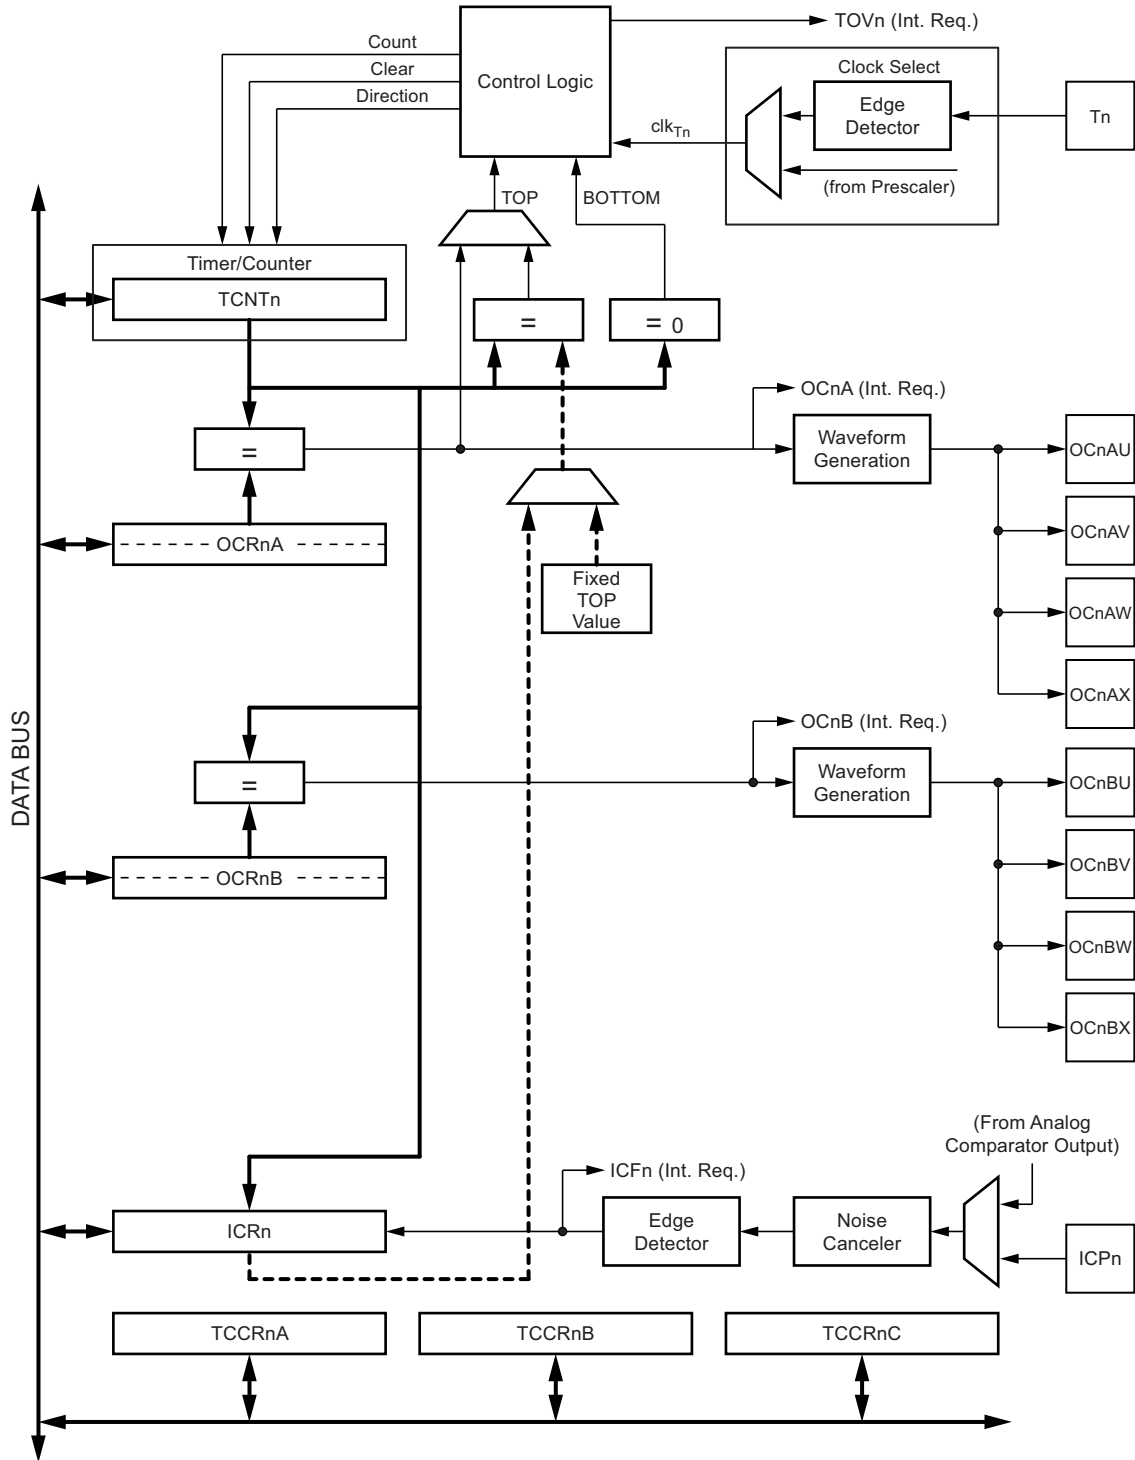 TOVn (Int. Req.)
Count
Clear
Direction
Control Logic
Clock Select
Edge
Detector
Tn
clkTn
(from Prescaler)
TOP
BOTTOM
Timer/Counter
TCNTn
=
= 0
OCnA (Int. Req.)
=
Waveform
Generation
OCnAU
OCnAV
OCnAW
OCnAX
OCRnA
Fixed
TOP
Value
DATA BUS
OCnB (Int. Req.)
=
Waveform
Generation
OCnBU
OCnBV
OCnBW
OCnBX
OCRnB
(From Analog
Comparator Output)
ICFn (Int. Req.)
ICRn
Edge
Detector
Noise
Canceler
ICPn
TCCRnA
TCCRnB
TCCRnC